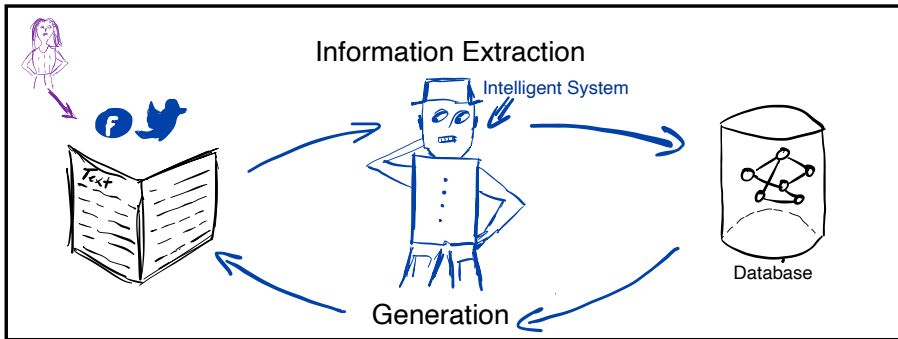 Information Extraction
Intelligent System
f
Text
Database
Generation